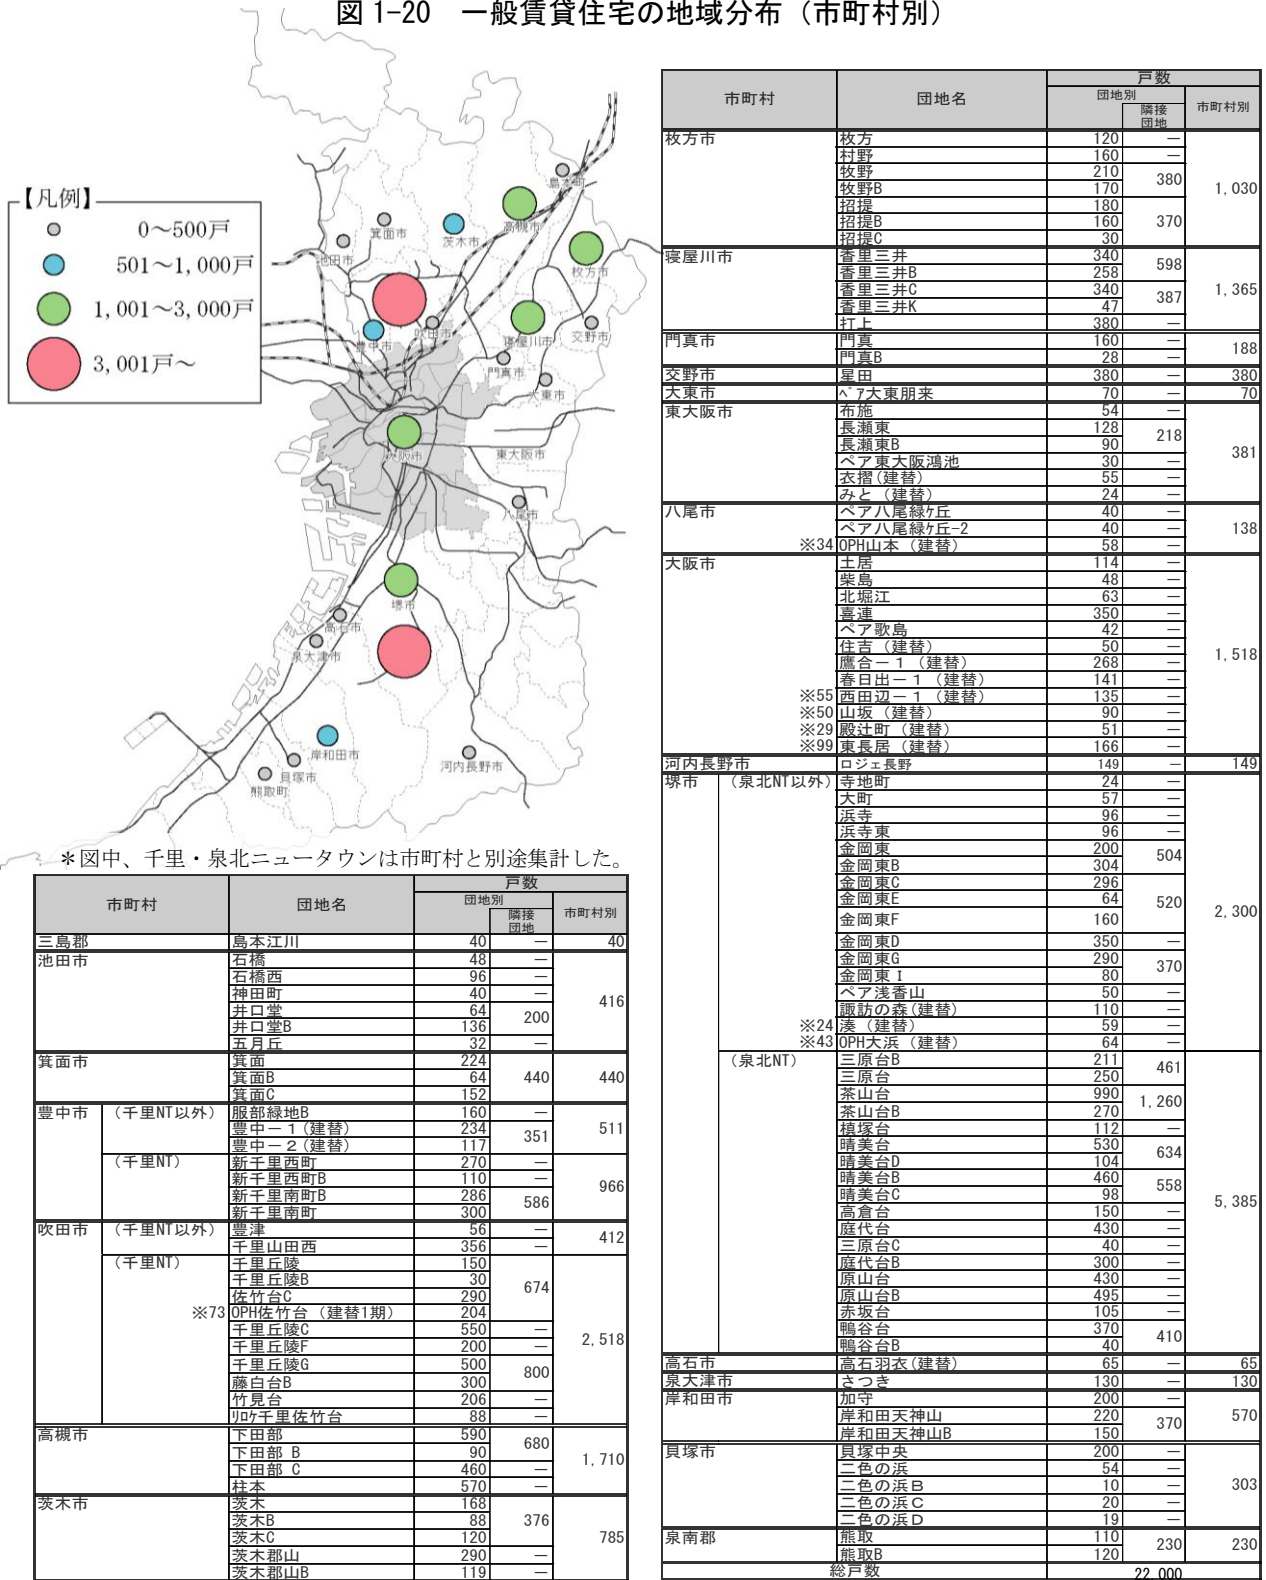 図 1-20　一般賃貸住宅の地域分布（市町村別）
【凡例】
0～500戸
501～1,000戸
1,001～3,000戸
3,001戸～
島本町
高槻市
茨木市
箕面市
池田市
枚方市
吹田市
豊中市
寝屋川市
交野市
門真市
大東市
大阪市
東大阪市
八尾市
堺市
高石市
泉大津市
岸和田市
貝塚市
熊取町
河内長野市
＊図中、千里・泉北ニュータウンは市町村と別途集計した。
市町村 団地名 戸数
団地別 市町村別
隣接団地
三島郡 島本江川 40 － 40
池田市 石橋 48 － 416
石橋西 96 －
神田町 40 －
井口堂 64 200
井口堂B 136
五月丘 32 －
箕面市 箕面 224 440 440
箕面B 64
箕面C 152
豊中市 （千里NT以外） 服部緑地B 160 － 511
豊中－1(建替) 234 351
豊中－２(建替) 117
（千里NT） 新千里西町 270 － 966
新千里西町B 110 －
新千里南町B 286 586
新千里南町 300
吹田市 （千里NT以外） 豊津 56 － 412
千里山田西 356 －
（千里NT） 千里丘陵 150 674 2,518
千里丘陵B 30
佐竹台C 290
※73 OPH佐竹台（建替1期） 204
千里丘陵C 550 －
千里丘陵F 200 －
千里丘陵G 500 800
藤白台B 300
竹見台 206 －
ﾘﾛｹ千里佐竹台 88 －
高槻市 下田部 590 680 1,710
下田部 B 90
下田部 C 460 －
柱本 570 －
茨木市 茨木 168 376 785
茨木B 88
茨木C 120
茨木郡山 290 －
茨木郡山B 119 －
市町村 団地名 戸数
団地別 市町村別
隣接団地
枚方市 枚方 120 － 1,030
村野 160 －
牧野 210 380
牧野B 170
招提 180 370
招提B 160
招提C 30
寝屋川市 香里三井 340 598 1,365
香里三井B 258
香里三井C 340 387
香里三井K 47
打上 380 －
門真市 門真 160 － 188
門真B 28 －
交野市 星田 380 － 380
大東市 ﾍﾟｱ大東朋来 70 － 70
東大阪市 布施 54 － 381
長瀬東 128 218
長瀬東B 90
ペア東大阪鴻池 30 －
衣摺(建替) 55 －
みと（建替） 24 －
八尾市 ペア八尾緑ｹ丘 40 － 138
ペア八尾緑ｹ丘-2 40 －
※34 OPH山本（建替） 58 －
大阪市 土居 114 － 1,518
柴島 48 －
北堀江 63 －
喜連 350 －
ペア歌島 42 －
住吉（建替） 50 －
鷹合－１（建替） 268 －
春日出－１（建替） 141 －
※55 西田辺－１（建替） 135 －
※50 山坂（建替） 90 －
※29 殿辻町（建替） 51 －
※99 東長居（建替） 166 －
河内長野市 ロジェ長野 149 － 149
堺市 （泉北NT以外） 寺地町 24 － 2,300
大町 57 －
浜寺 96 －
浜寺東 96 －
金岡東 200 504
金岡東B 304
金岡東C 296 520
金岡東E 64
金岡東F 160
金岡東D 350 －
金岡東G 290 370
金岡東Ｉ 80
ペア浅香山 50 －
諏訪の森(建替) 110 －
※24 湊（建替） 59 －
※43 OPH大浜（建替） 64 －
（泉北NT） 三原台B 211 461 5,385
三原台 250
茶山台 990 1,260
茶山台B 270
槙塚台 112 －
晴美台 530 634
晴美台D 104
晴美台B 460 558
晴美台C 98
高倉台 150 －
庭代台 430 －
三原台C 40 －
庭代台B 300 －
原山台 430 －
原山台B 495 －
赤坂台 105 －
鴨谷台 370 410
鴨谷台B 40
高石市 高石羽衣(建替) 65 － 65
泉大津市 さつき 130 － 130
岸和田市 加守 200 － 570
岸和田天神山 220 370
岸和田天神山B 150
貝塚市 貝塚中央 200 － 303
二色の浜 54 －
二色の浜Ｂ 10 －
二色の浜Ｃ 20 －
二色の浜Ｄ 19 －
泉南郡 熊取 110 230 230
熊取B 120
総戸数 22,000